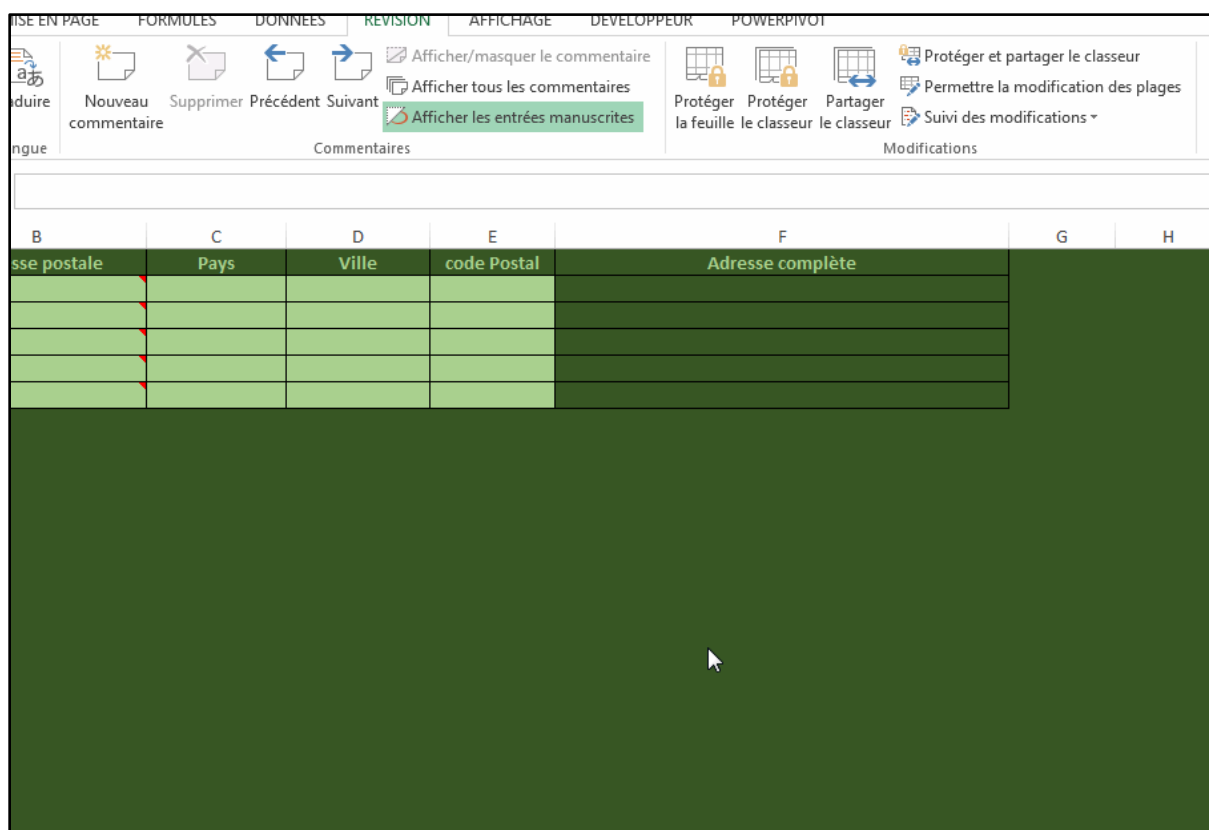 MISE EN PAGE FORMULES DONNÉES RÉVISION AFFICHAGE DÉVELOPPEUR POWERPIVOT
Afficher/masquer le commentaire
Afficher tous les commentaires
Afficher les entrées manuscrites
Protéger et partager le classeur
Permettre la modification des plages
Suivi des modifications
duire Nouveau commentaire Supprimer Précédent Suivant
Protéger la feuille Protéger le classeur Partager le classeur
ngue Commentaires Modifications
B C D E F G H
sse postale Pays Ville code Postal Adresse complète